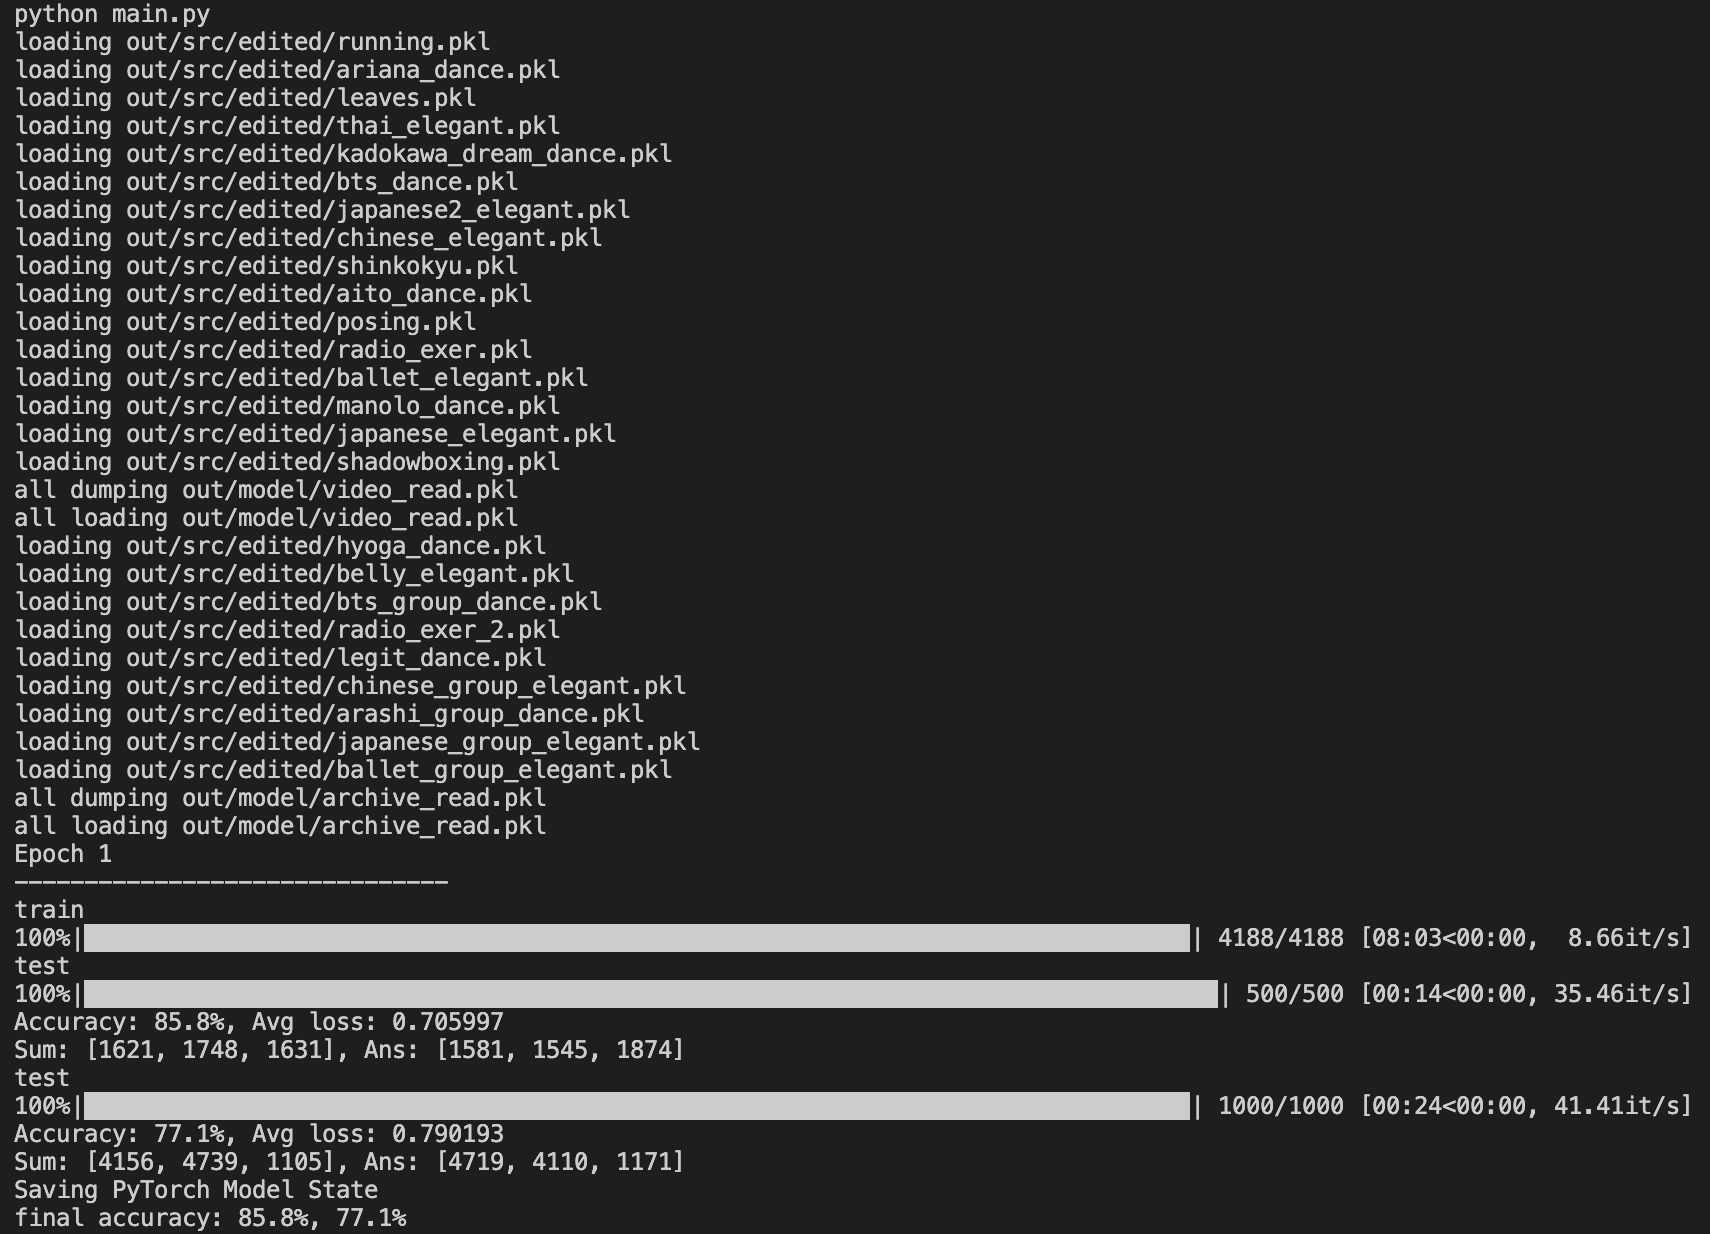 python main.py
loading out/src/edited/running.pkl
loading out/src/edited/ariana_dance.pkl
loading out/src/edited/leaves.pkl
loading out/src/edited/thai_elegant.pkl
loading out/src/edited/kadokawa_dream_dance.pkl
loading out/src/edited/bts_dance.pkl
loading out/src/edited/japanese2_elegant.pkl
loading out/src/edited/chinese_elegant.pkl
loading out/src/edited/shinkokyu.pkl
loading out/src/edited/aito_dance.pkl
loading out/src/edited/posing.pkl
loading out/src/edited/radio_exer.pkl
loading out/src/edited/ballet_elegant.pkl
loading out/src/edited/manolo_dance.pkl
loading out/src/edited/japanese_elegant.pkl
loading out/src/edited/shadowboxing.pkl
all dumping out/model/video_read.pkl
all loading out/model/video_read.pkl
loading out/src/edited/hyoga_dance.pkl
loading out/src/edited/belly_elegant.pkl
loading out/src/edited/bts_group_dance.pkl
loading out/src/edited/radio_exer_2.pkl
loading out/src/edited/legit_dance.pkl
loading out/src/edited/chinese_group_elegant.pkl
loading out/src/edited/arashi_group_dance.pkl
loading out/src/edited/japanese_group_elegant.pkl
loading out/src/edited/ballet_group_elegant.pkl
all dumping out/model/archive_read.pkl
all loading out/model/archive_read.pkl
Epoch 1
-------------------------------
train
100%|| 4188/4188 [08:03<00:00,  8.66it/s]
test
100%|| 500/500 [00:14<00:00, 35.46it/s]
Accuracy: 85.8%, Avg loss: 0.705997
Sum: [1621, 1748, 1631], Ans: [1581, 1545, 1874]
test
100%|| 1000/1000 [00:24<00:00, 41.41it/s]
Accuracy: 77.1%, Avg loss: 0.790193
Sum: [4156, 4739, 1105], Ans: [4719, 4110, 1171]
Saving PyTorch Model State
final accuracy: 85.8%, 77.1%